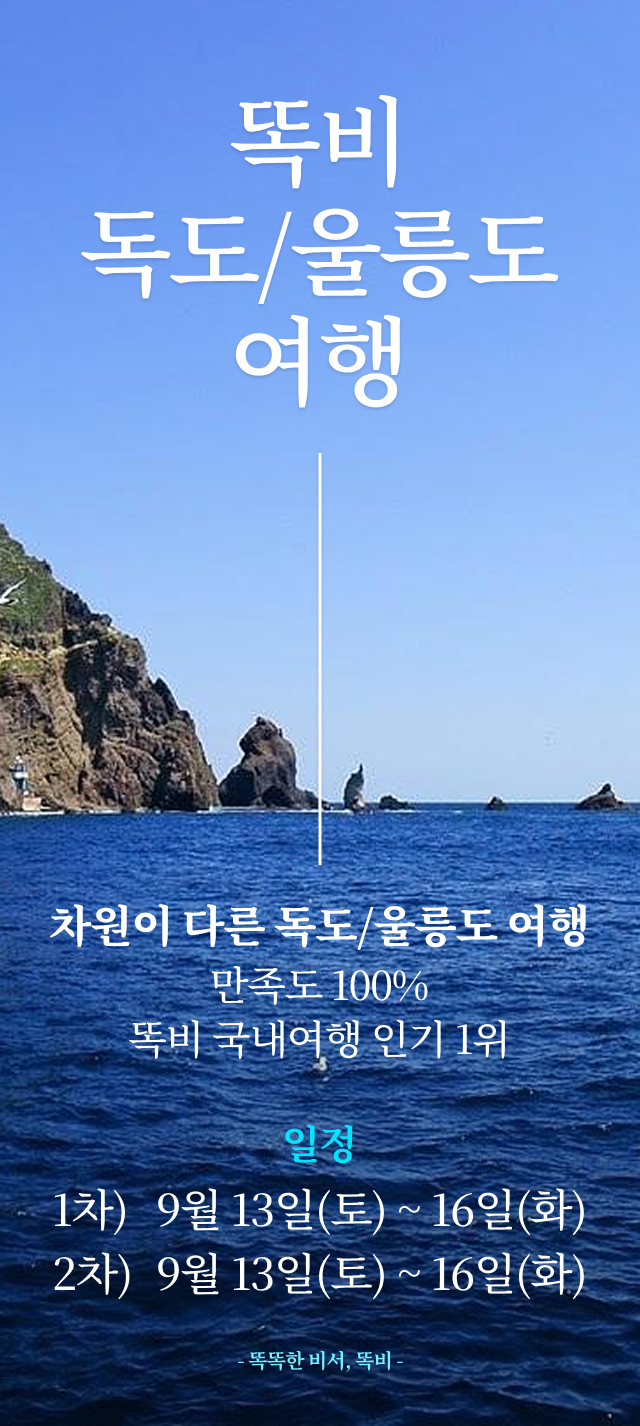 똑비
독도/울릉도
여행
차원이 다른 독도/울릉도 여행
만족도 100%
똑비 국내여행 인기 1위
일정
1차) 9월 13일(토) ~ 16일(화)
2차) 9월 13일(토) ~ 16일(화)
- 똑똑한 비서, 똑비 -